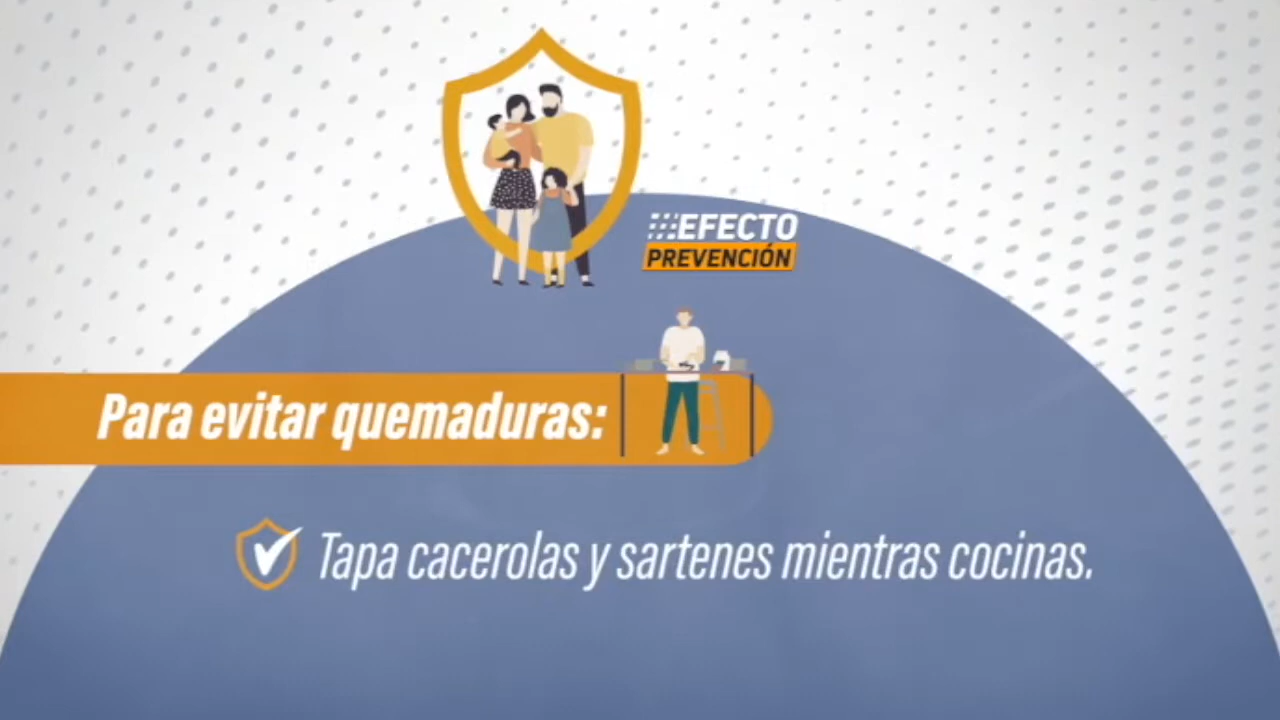 EFECTO
PREVENCIÓN
Para evitar quemaduras:
Tapa cacerolas y sartenes mientras cocinas.